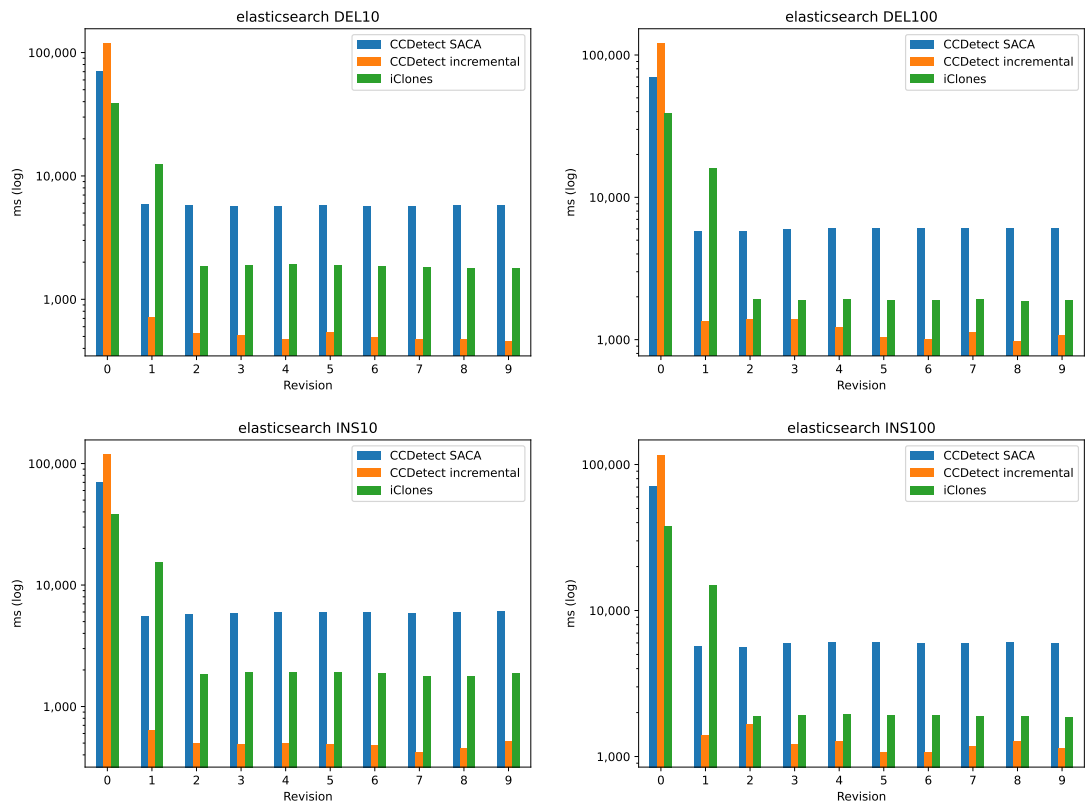 elasticsearch DEL10
100,000
10,000
1,000
ms (log)
CCDetect SACA
CCDetect incremental
iClones
0 1 2 3 4 5 6 7 8 9
Revision
elasticsearch DEL100
100,000
10,000
1,000
ms (log)
CCDetect SACA
CCDetect incremental
iClones
0 1 2 3 4 5 6 7 8 9
Revision
elasticsearch INS10
100,000
10,000
1,000
ms (log)
CCDetect SACA
CCDetect incremental
iClones
0 1 2 3 4 5 6 7 8 9
Revision
elasticsearch INS100
100,000
10,000
1,000
ms (log)
CCDetect SACA
CCDetect incremental
iClones
0 1 2 3 4 5 6 7 8 9
Revision